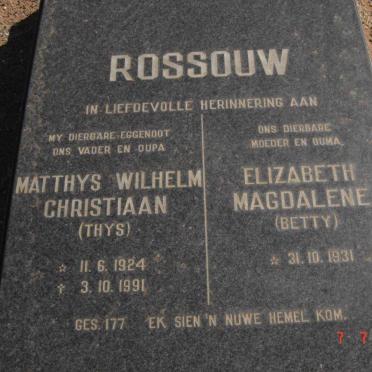 ROSSOUW
IN LIEFDEVOLLE HERINNERING AAN
MY DIERBARE EGGENOOT
ONS VADER EN OUPA
MATTHYS WILHELM
CHRISTIAAN
(THYS)
☆ 11. 6. 1924
† 3. 10. 1991
ONS DIERBARE
MOEDER EN OUMA
ELIZABETH
MAGDALENE
(BETTY)
☆ 31. 10. 1931
GES. 177 EK SIEN 'N NUWE HEMEL KOM.
7 7